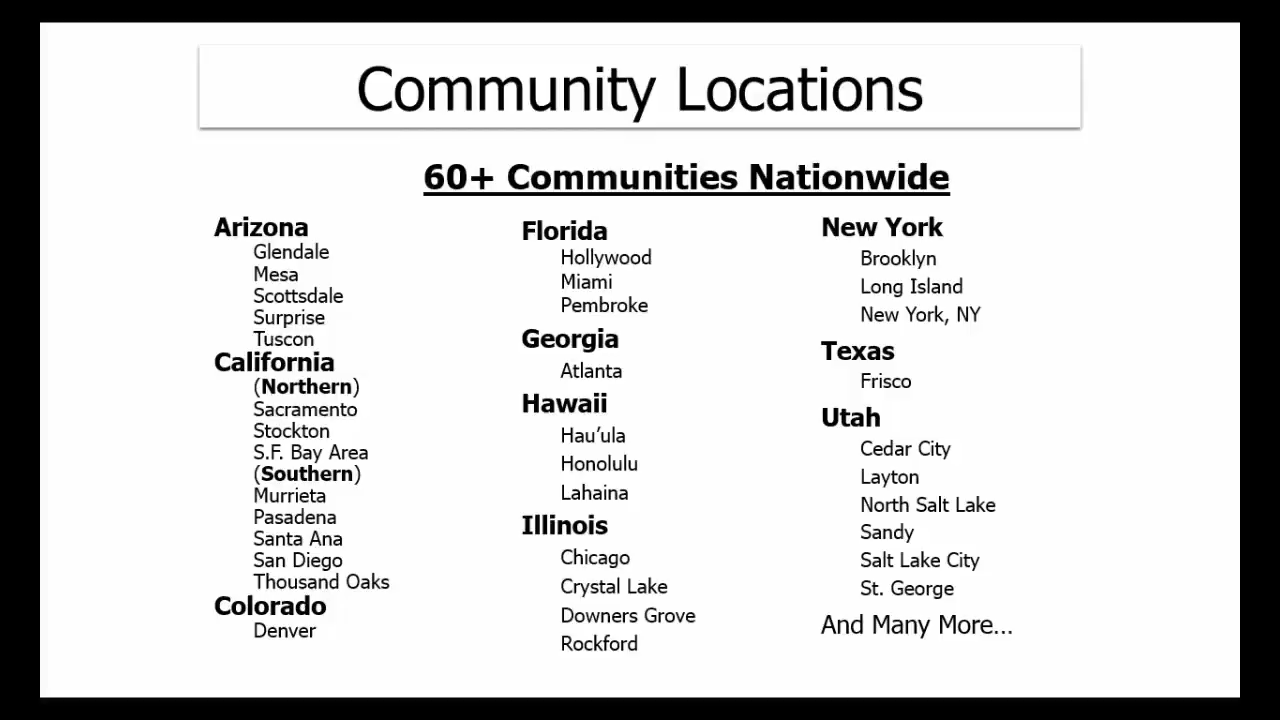 Community Locations
60+ Communities Nationwide
Arizona
Glendale
Mesa
Scottsdale
Surprise
Tuscon
California
(Northern)
Sacramento
Stockton
S.F. Bay Area
(Southern)
Murrieta
Pasadena
Santa Ana
San Diego
Thousand Oaks
Colorado
Denver
Florida
Hollywood
Miami
Pembroke
Georgia
Atlanta
Hawaii
Hau’ula
Honolulu
Lahaina
Illinois
Chicago
Crystal Lake
Downers Grove
Rockford
New York
Brooklyn
Long Island
New York, NY
Texas
Frisco
Utah
Cedar City
Layton
North Salt Lake
Sandy
Salt Lake City
St. George
And Many More...